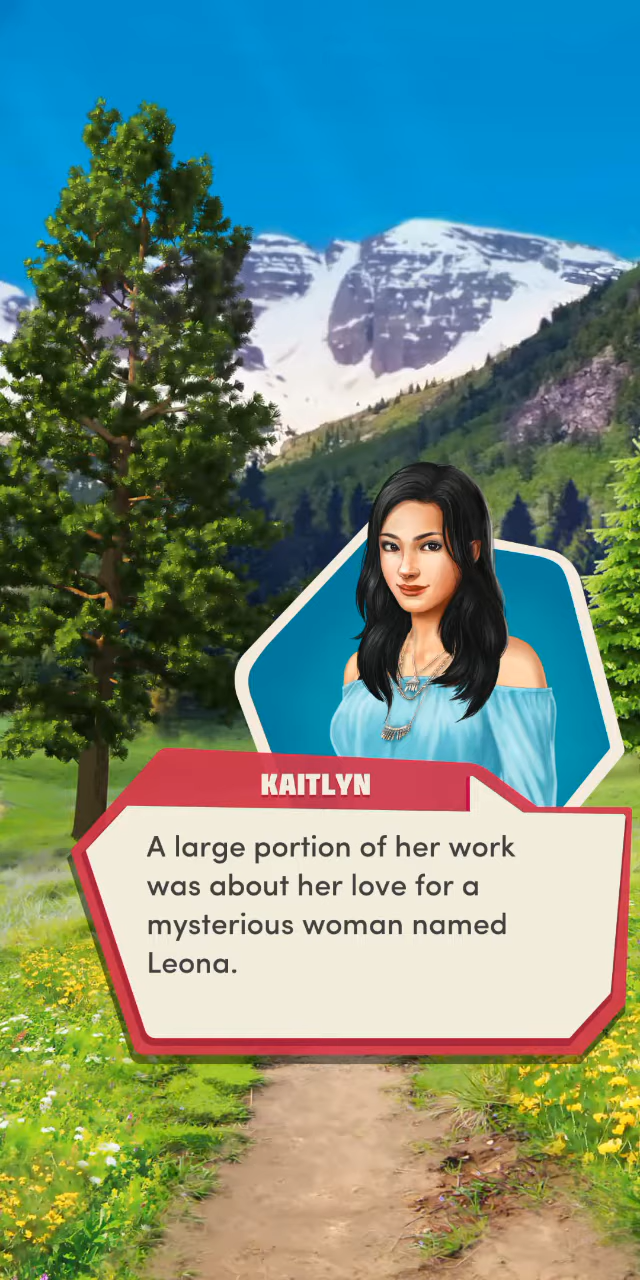 KAITLYN
A large portion of her work
was about her love for a
mysterious woman named
Leona.